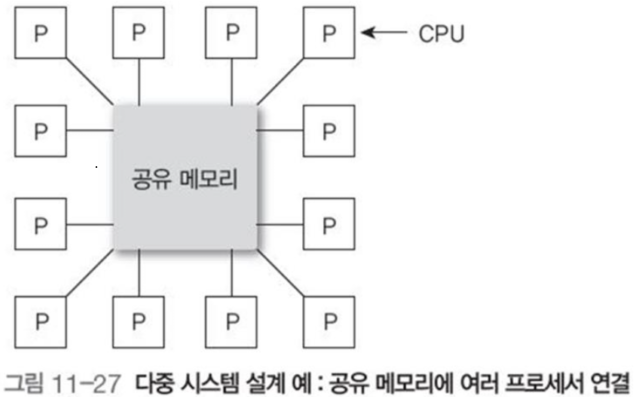 P P P P CPU
P P
공유 메모리
P P
P P P P
그림 11-27 다중 시스템 설계 예 : 공유 메모리에 여러 프로세서 연결